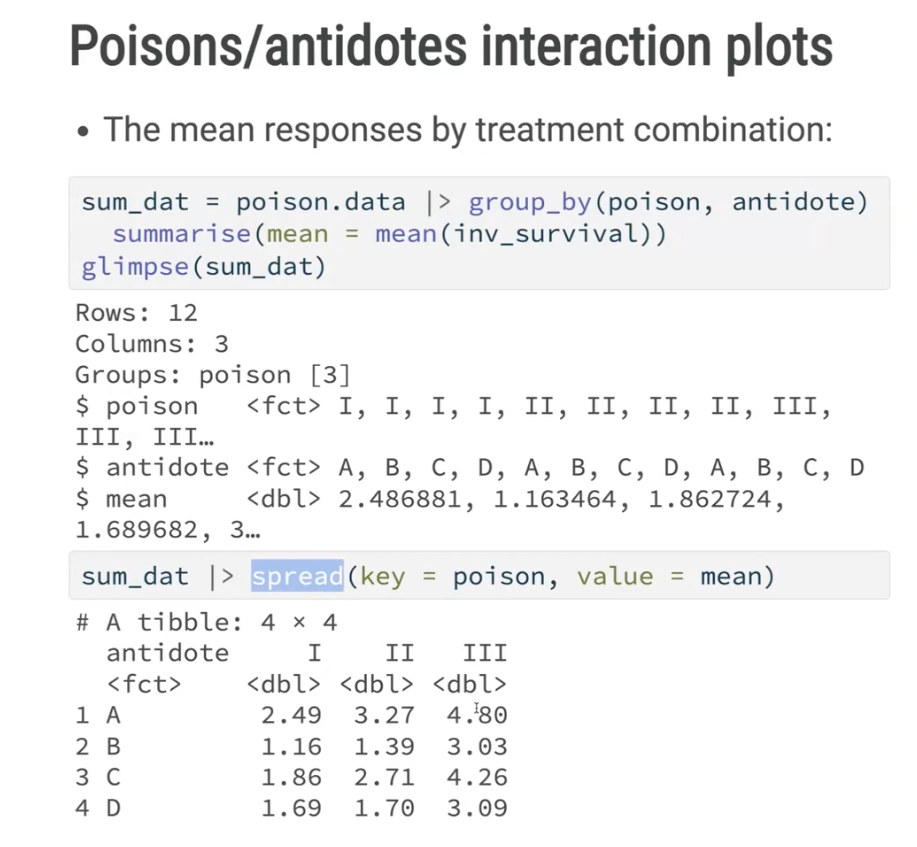 Poisons/antidotes interaction plots
• The mean responses by treatment combination:
sum_dat = poison.data |> group_by(poison, antidote)
  summarise(mean = mean(inv_survival))
glimpse(sum_dat)
Rows: 12
Columns: 3
Groups: poison [3]
$ poison   <fct> I, I, I, I, II, II, II, II, III,
III, III…
$ antidote <fct> A, B, C, D, A, B, C, D, A, B, C, D
$ mean     <dbl> 2.486881, 1.163464, 1.862724,
1.689682, 3…
sum_dat |> spread(key = poison, value = mean)
# A tibble: 4 × 4
  antidote     I    II   III
  <fct>    <dbl> <dbl> <dbl>
1 A         2.49  3.27  4.80
2 B         1.16  1.39  3.03
3 C         1.86  2.71  4.26
4 D         1.69  1.70  3.09